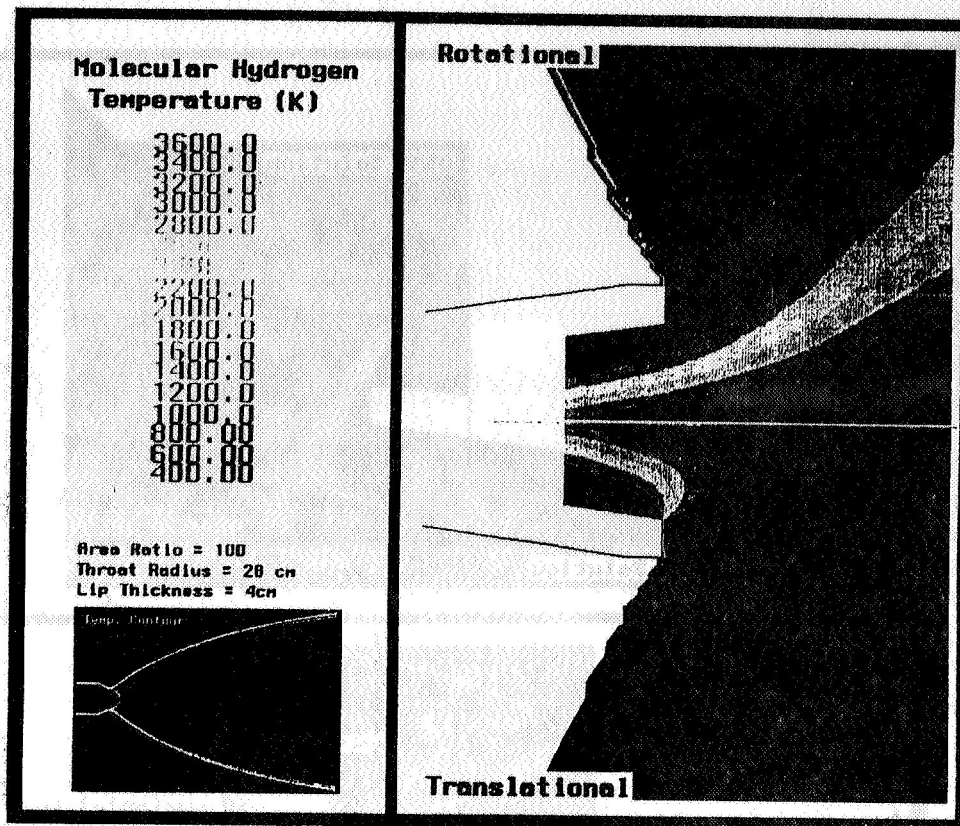 Molecular Hydrogen
Temperature (K)
3600.0
3400.0
3200.0
3000.0
2800.0
2200.0
2000.0
1800.0
1600.0
1400.0
1200.0
1000.0
800.00
600.00
400.00
Area Ratio = 100
Throat Radius = 20 cm
Lip Thickness = 4cm
Temp. Contour
Rotational
Translational